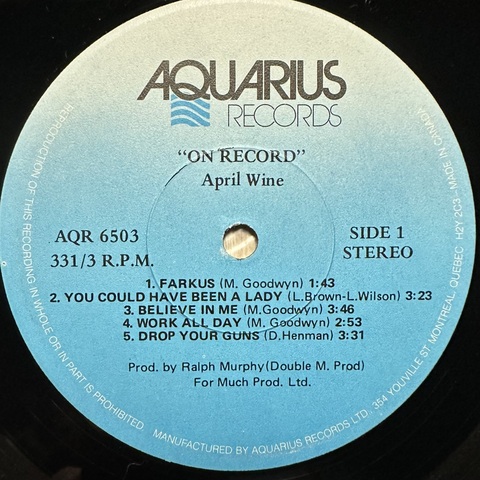 AQUARIUS
RECORDS
"ON RECORD"
April Wine
AQR 6503
331/3 R.P.M.
SIDE 1
STEREO
1. FARKUS (M. Goodwyn) 1:43
2. YOU COULD HAVE BEEN A LADY (L.Brown-L.Wilson) 3:23
3. BELIEVE IN ME (M.Goodwyn) 3:46
4. WORK ALL DAY (M. Goodwyn) 2:53
5. DROP YOUR GUNS (D.Henman) 3:31
Prod. by Ralph Murphy(Double M. Prod)
For Much Prod. Ltd.
REPRODUCTION OF THIS RECORDING IN WHOLE OR IN PART IS PROHIBITED
MANUFACTURED BY AQUARIUS RECORDS LTD. 354 YOUVILLE ST. MONTREAL QUEBEC H2Y 2C3 - MADE IN CANADA